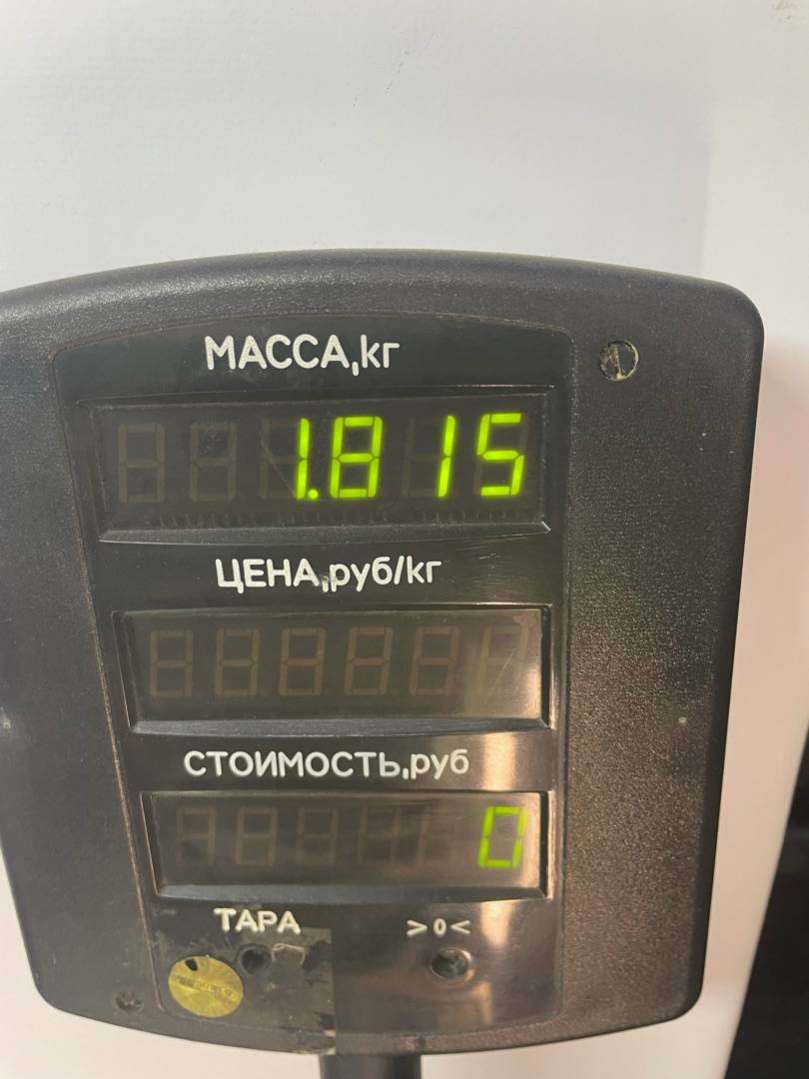 МАССА,кг
1.815
ЦЕНА,руб/кг
СТОИМОСТЬ,руб
0
ТАРА >0<